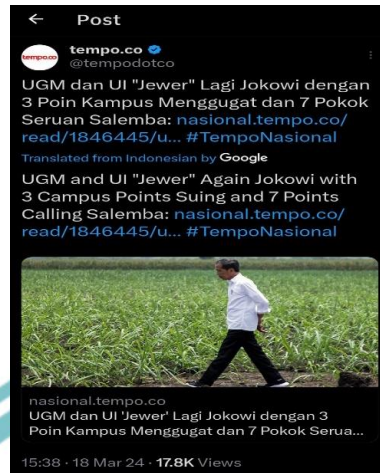 ← Post
tempo.co
tempo.co
@tempodotco
UGM dan UI "Jewer" Lagi Jokowi dengan
3 Poin Kampus Menggugat dan 7 Pokok
Seruan Salemba: nasional.tempo.co/
read/1846445/u... #TempoNasional
Translated from Indonesian by Google
UGM and UI "Jewer" Again Jokowi with
3 Campus Points Suing and 7 Points
Calling Salemba: nasional.tempo.co/
read/1846445/u... #TempoNasional
nasional.tempo.co
UGM dan UI 'Jewer' Lagi Jokowi dengan 3
Poin Kampus Menggugat dan 7 Pokok Serua...
15:38 · 18 Mar 24 · 17.8K Views